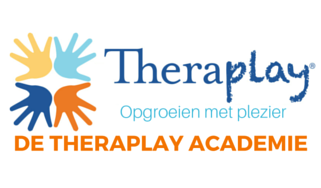 Theraplay®
Opgroeien met plezier
DE THERAPLAY ACADEMIE